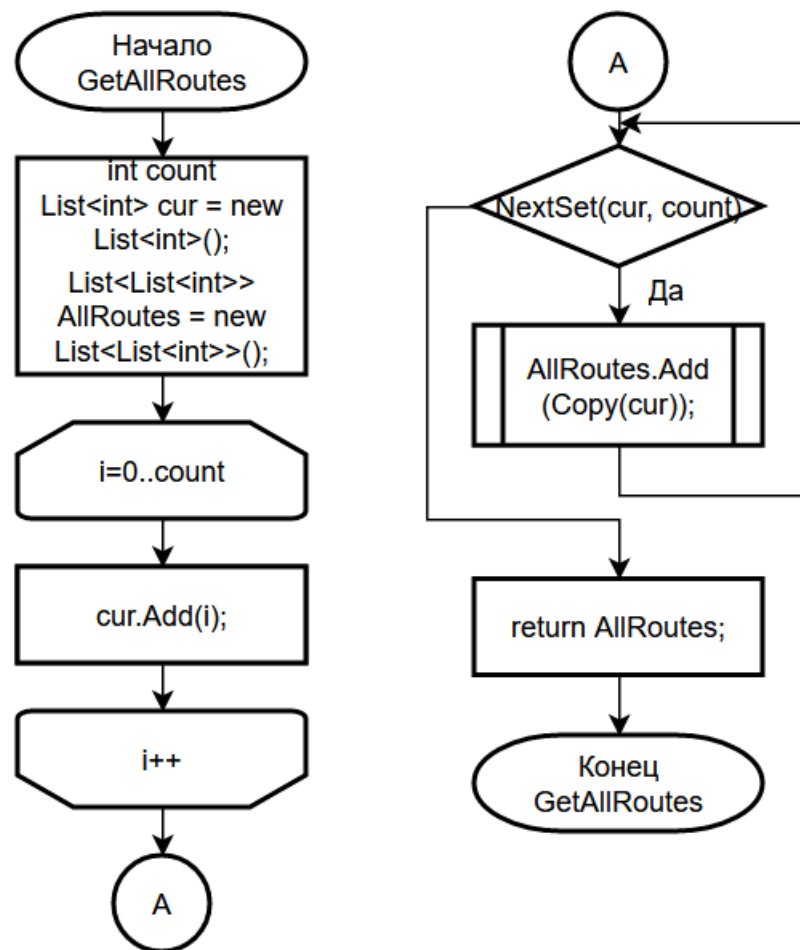 Начало
GetAllRoutes
int count
List<int> cur = new
List<int>();
List<List<int>>
AllRoutes = new
List<List<int>>();
i=0..count
cur.Add(i);
i++
A
A
NextSet(cur, count)
Да
AllRoutes.Add
(Copy(cur));
return AllRoutes;
Конец
GetAllRoutes